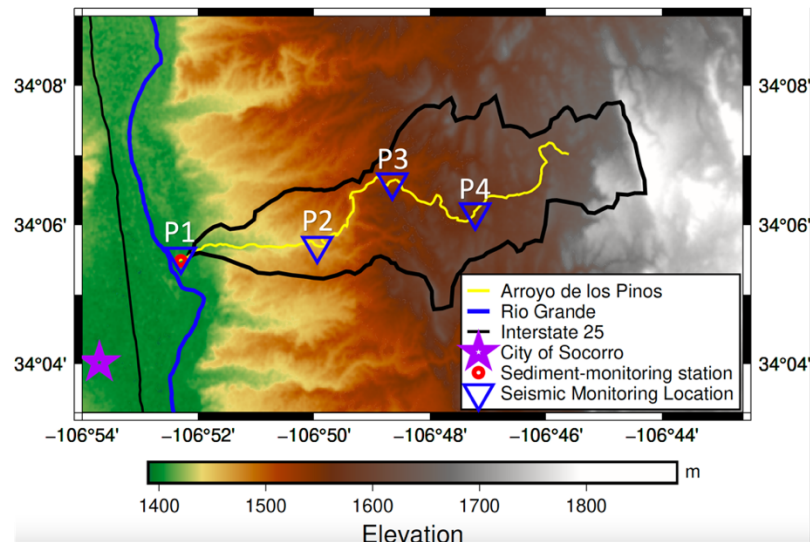 34°08'
34°08'
P3
P4
34°06'
34°06'
P1
P2
Arroyo de los Pinos
Rio Grande
Interstate 25
City of Socorro
Sediment-monitoring station
Seismic Monitoring Location
34°04'
34°04'
−106°54' −106°52' −106°50' −106°48' −106°46' −106°44'
m
1400 1500 1600 1700 1800
Elevation